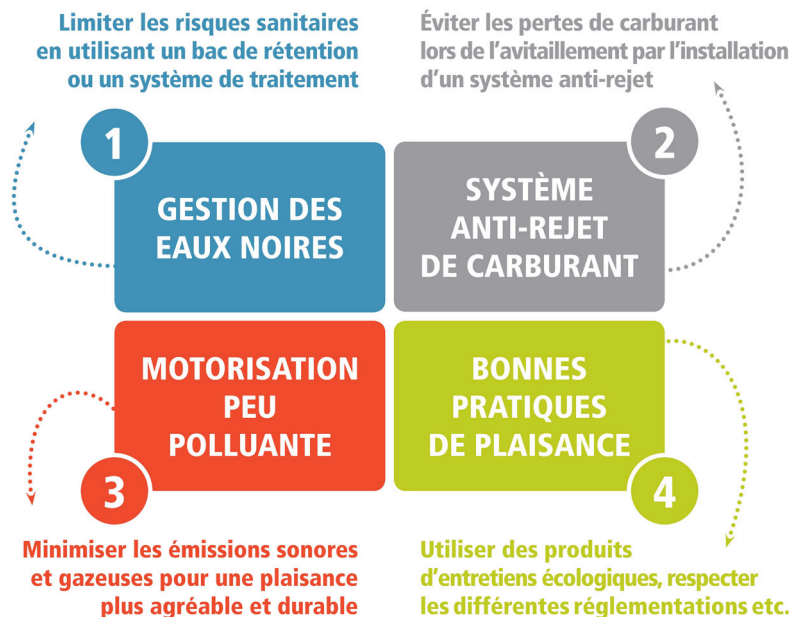 Limiter les risques sanitaires
en utilisant un bac de rétention
ou un système de traitement
1
GESTION DES
EAUX NOIRES
Éviter les pertes de carburant
lors de l'avitaillement par l'installation
d'un système anti-rejet
2
SYSTÈME
ANTI-REJET
DE CARBURANT
MOTORISATION
PEU
POLLUANTE
3
Minimiser les émissions sonores
et gazeuses pour une plaisance
plus agréable et durable
BONNES
PRATIQUES
DE PLAISANCE
4
Utiliser des produits
d'entretiens écologiques, respecter
les différentes réglementations etc.